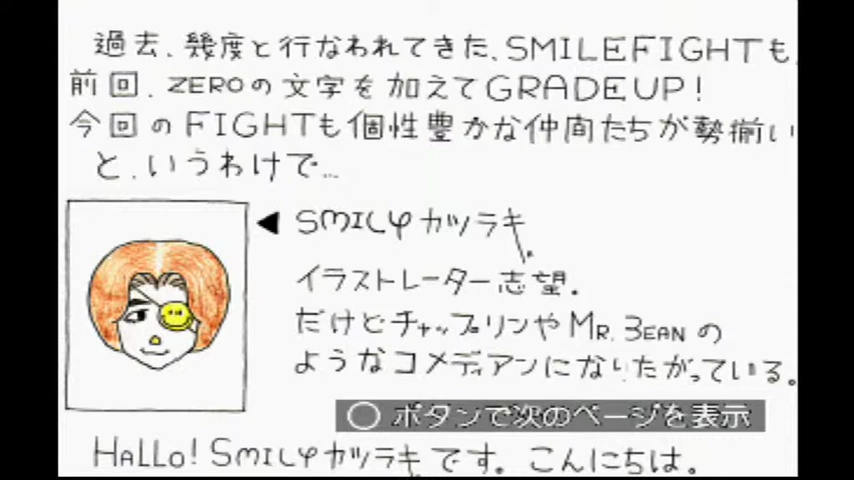 過去、幾度と行なわれてきた、SMILEFIGHTも、
前回、ZEROの文字を加えてGRADEUP!
今回のFIGHTも個性豊かな仲間たちが勢揃い
と、いうわけで…
◀ SMILYカツラキ
イラストレーター志望。
だけどチャップリンやMR.BEANの
ようなコメディアンになりたがっている。
○ ボタンで次のページを表示
HALLO! SMILYカツラキです。こんにちは。